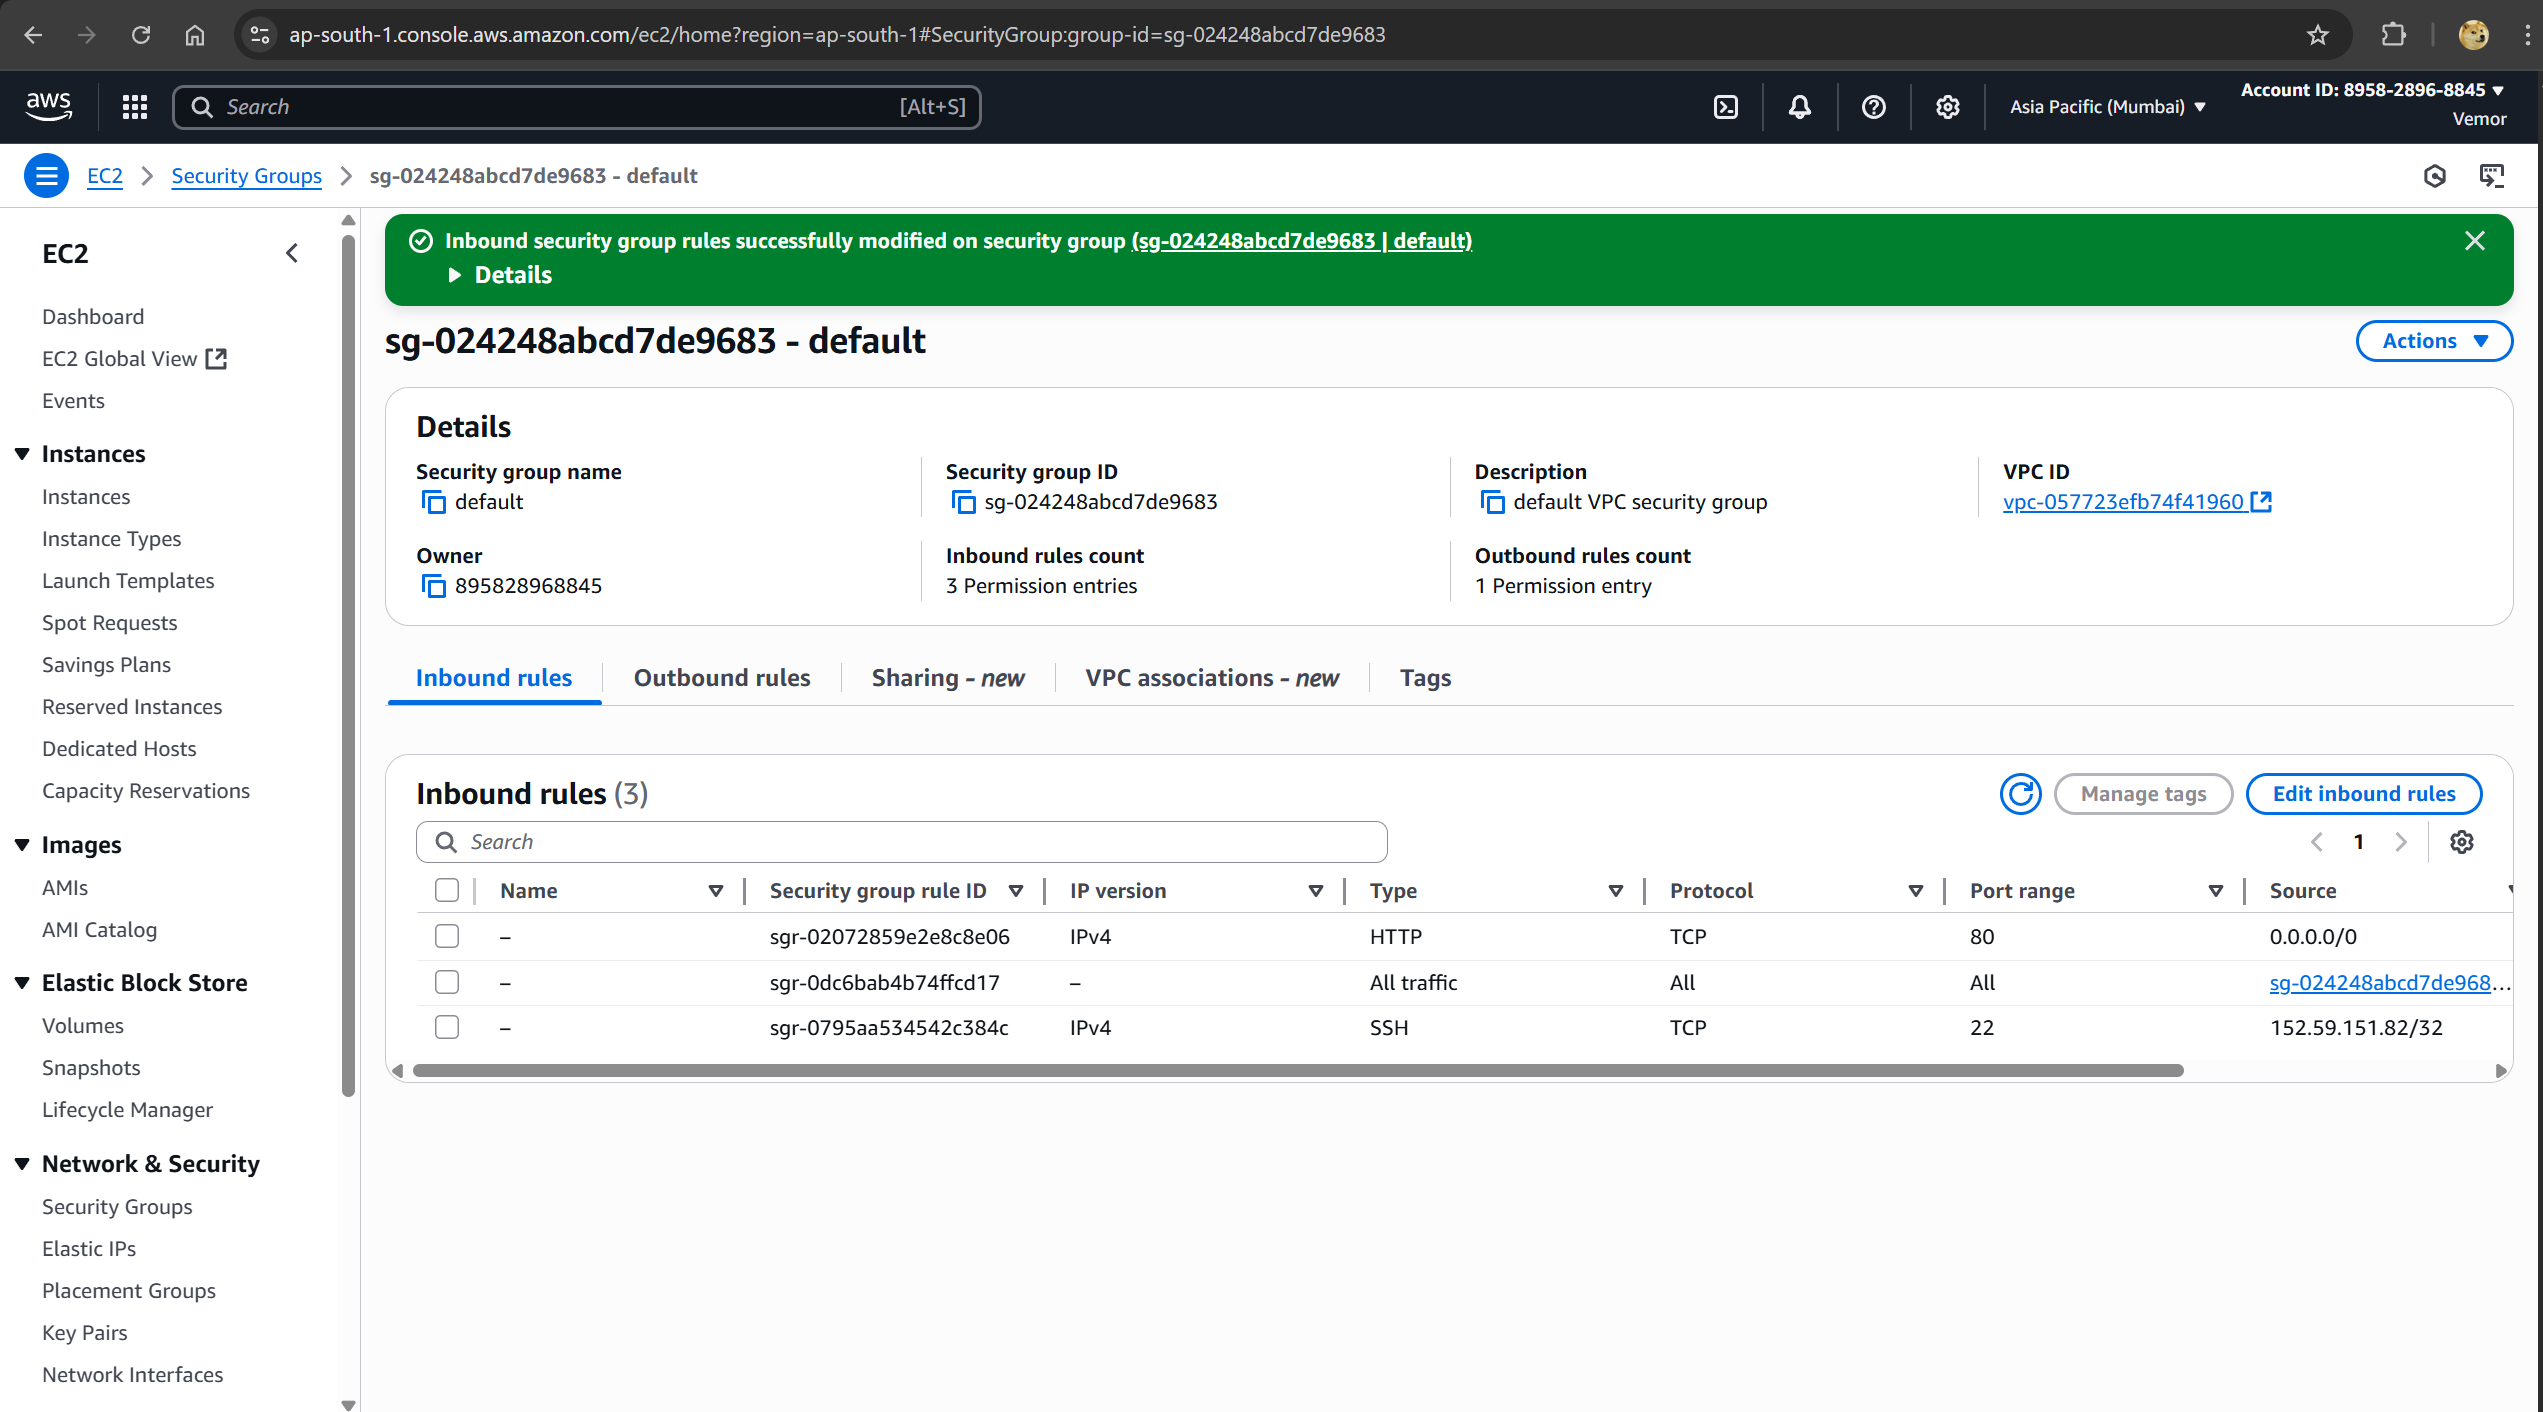 ap-south-1.console.aws.amazon.com/ec2/home?region=ap-south-1#SecurityGroup:group-id=sg-024248abcd7de9683
aws
Search
[Alt+S]
Asia Pacific (Mumbai)
Account ID: 8958-2896-8845
Vemor
EC2
Security Groups
sg-024248abcd7de9683 - default
EC2
Dashboard
EC2 Global View
Events
Instances
Instances
Instance Types
Launch Templates
Spot Requests
Savings Plans
Reserved Instances
Dedicated Hosts
Capacity Reservations
Images
AMIs
AMI Catalog
Elastic Block Store
Volumes
Snapshots
Lifecycle Manager
Network & Security
Security Groups
Elastic IPs
Placement Groups
Key Pairs
Network Interfaces
Inbound security group rules successfully modified on security group (sg-024248abcd7de9683 | default)
Details
sg-024248abcd7de9683 - default
Actions
Details
Security group name
default
Security group ID
sg-024248abcd7de9683
Description
default VPC security group
VPC ID
vpc-057723efb74f41960
Owner
895828968845
Inbound rules count
3 Permission entries
Outbound rules count
1 Permission entry
Inbound rules
Outbound rules
Sharing - new
VPC associations - new
Tags
Inbound rules (3)
Manage tags
Edit inbound rules
Search
1
Name Security group rule ID IP version Type Protocol Port range Source
– sgr-02072859e2e8c8e06 IPv4 HTTP TCP 80 0.0.0.0/0
– sgr-0dc6bab4b74ffcd17 – All traffic All All sg-024248abcd7de968...
– sgr-0795aa534542c384c IPv4 SSH TCP 22 152.59.151.82/32